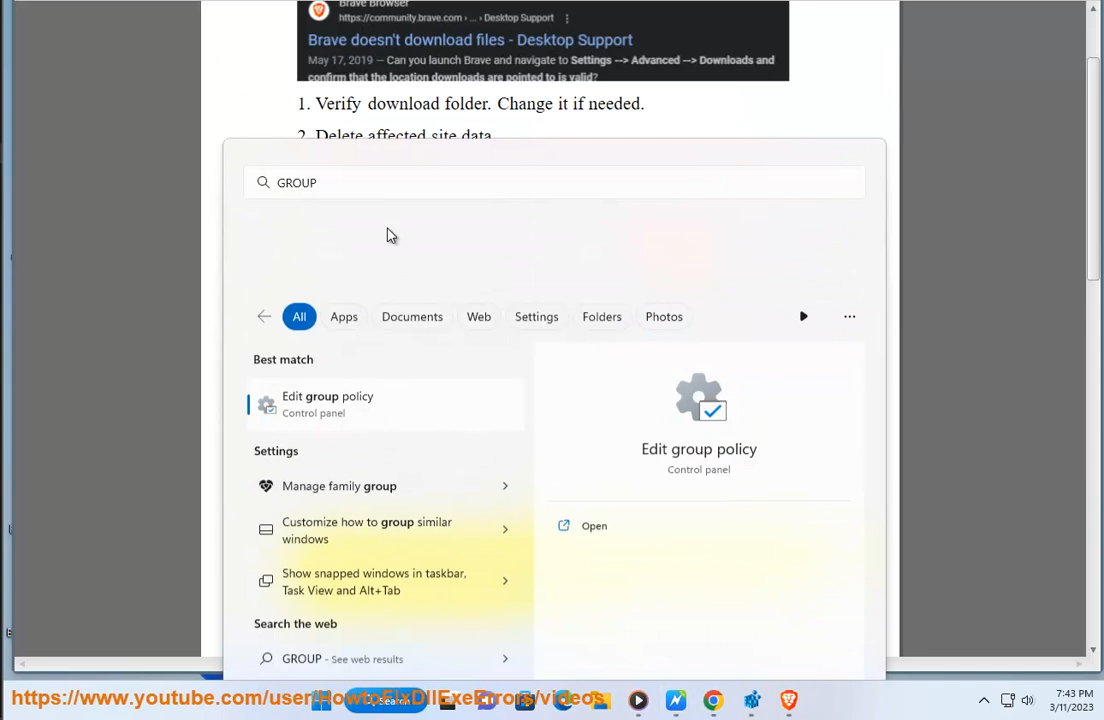 Brave Browser
https://community.brave.com › ... › Desktop Support
Brave doesn't download files - Desktop Support
May 17, 2019 — Can you launch Brave and navigate to Settings --> Advanced --> Downloads and
confirm that the location downloads are pointed to is valid?
1. Verify download folder. Change it if needed.
2. Delete affected site data.
GROUP
All Apps Documents Web Settings Folders Photos
Best match
Edit group policy
Control panel
Settings
Manage family group
Customize how to group similar
windows
Show snapped windows in taskbar,
Task View and Alt+Tab
Search the web
GROUP - See web results
Edit group policy
Control panel
Open
https://www.youtube.com/user/HowtoFixDllExeErrors/videos
7:43 PM
3/11/2023